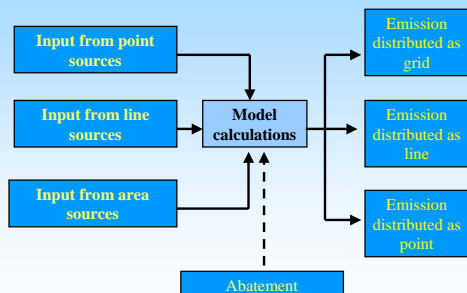 Input from point
sources
Input from line
sources
Input from area
sources
Model
calculations
Emission
distributed as
grid
Emission
distributed as
line
Emission
distributed as
point
Abatement